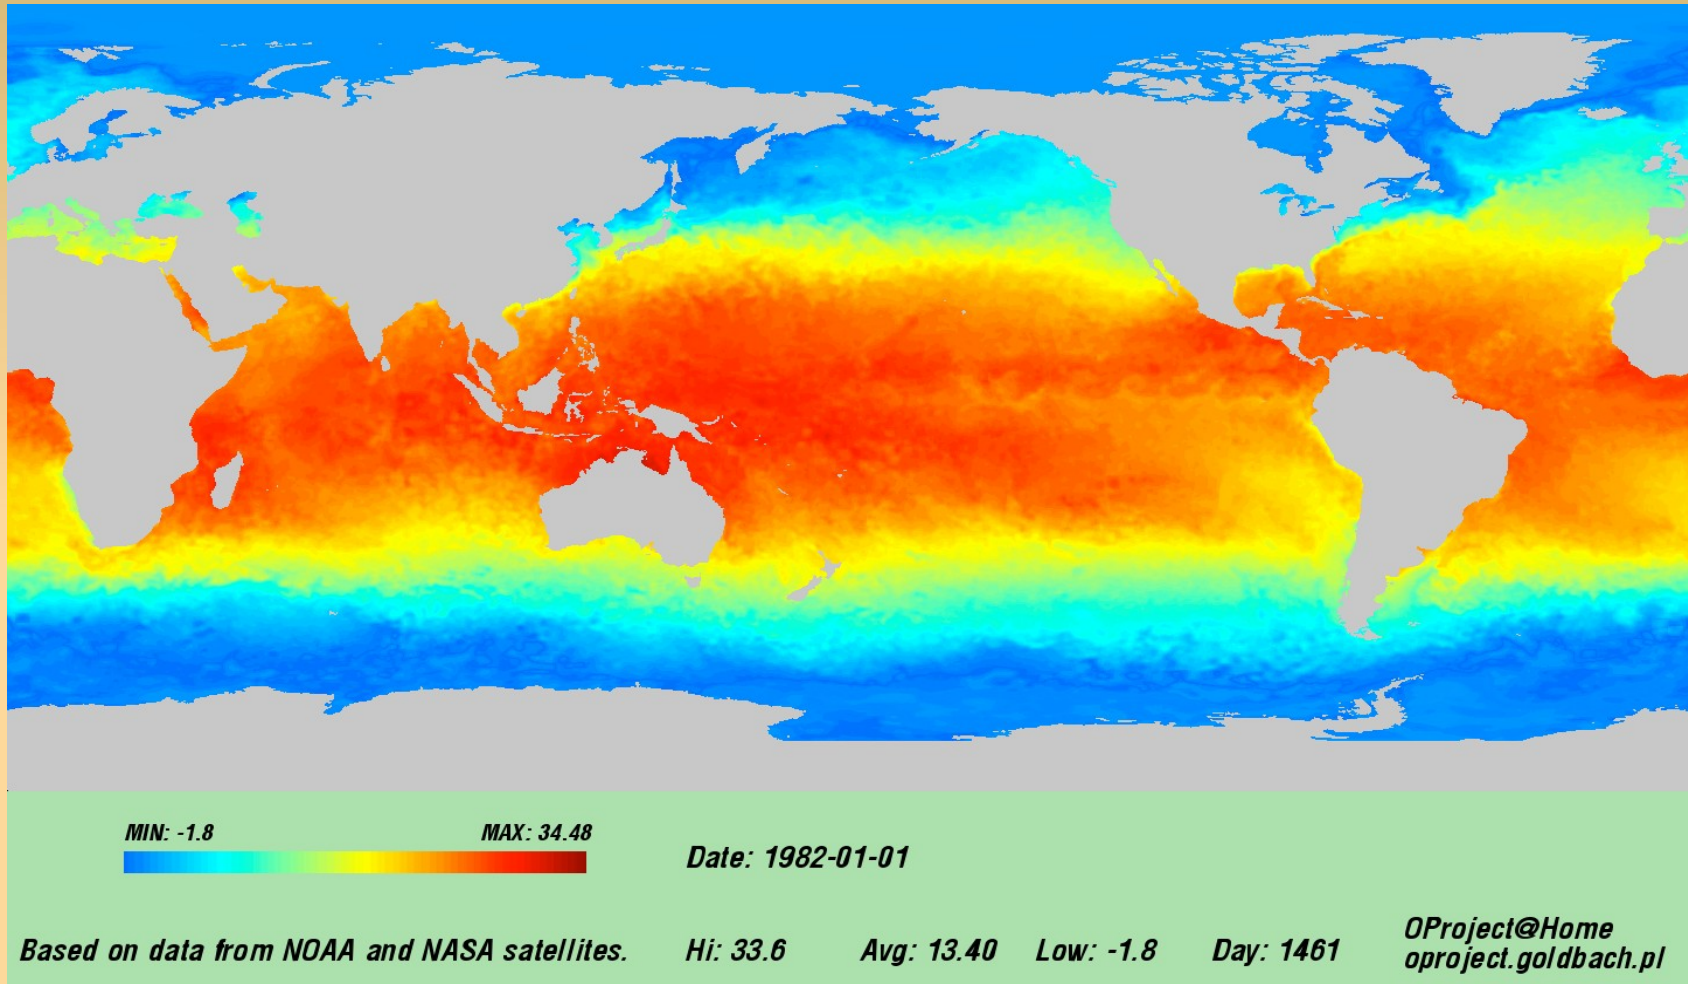 MIN: -1.8
MAX: 34.48
Date: 1982-01-01
Based on data from NOAA and NASA satellites.
Hi: 33.6
Avg: 13.40
Low: -1.8
Day: 1461
OProject@Home
oproject.goldbach.pl